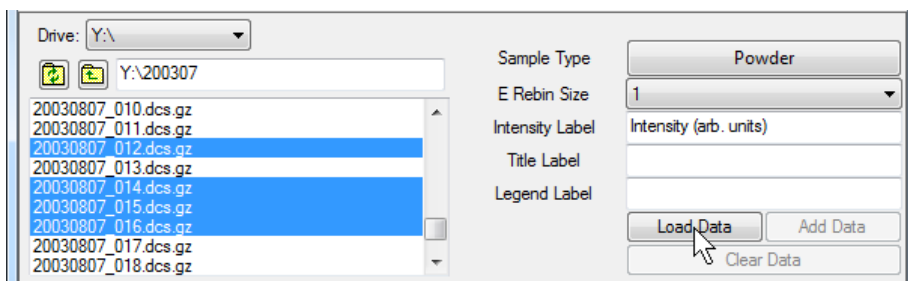 Drive: Y:\
Y:\200307
20030807_010.dcs.gz
20030807_011.dcs.gz
20030807_012.dcs.gz
20030807_013.dcs.gz
20030807_014.dcs.gz
20030807_015.dcs.gz
20030807_016.dcs.gz
20030807_017.dcs.gz
20030807_018.dcs.gz
Sample Type Powder
E Rebin Size 1
Intensity Label Intensity (arb. units)
Title Label
Legend Label
Load Data Add Data
Clear Data